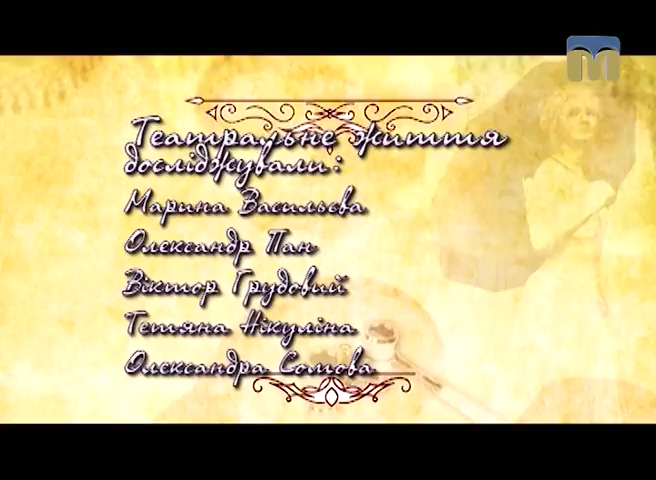 Театральне життя
досліджували:
Марина Васильєва
Олександр Пан
Віктор Грудовий
Тетяна Нікуліна
Олександра Сомова